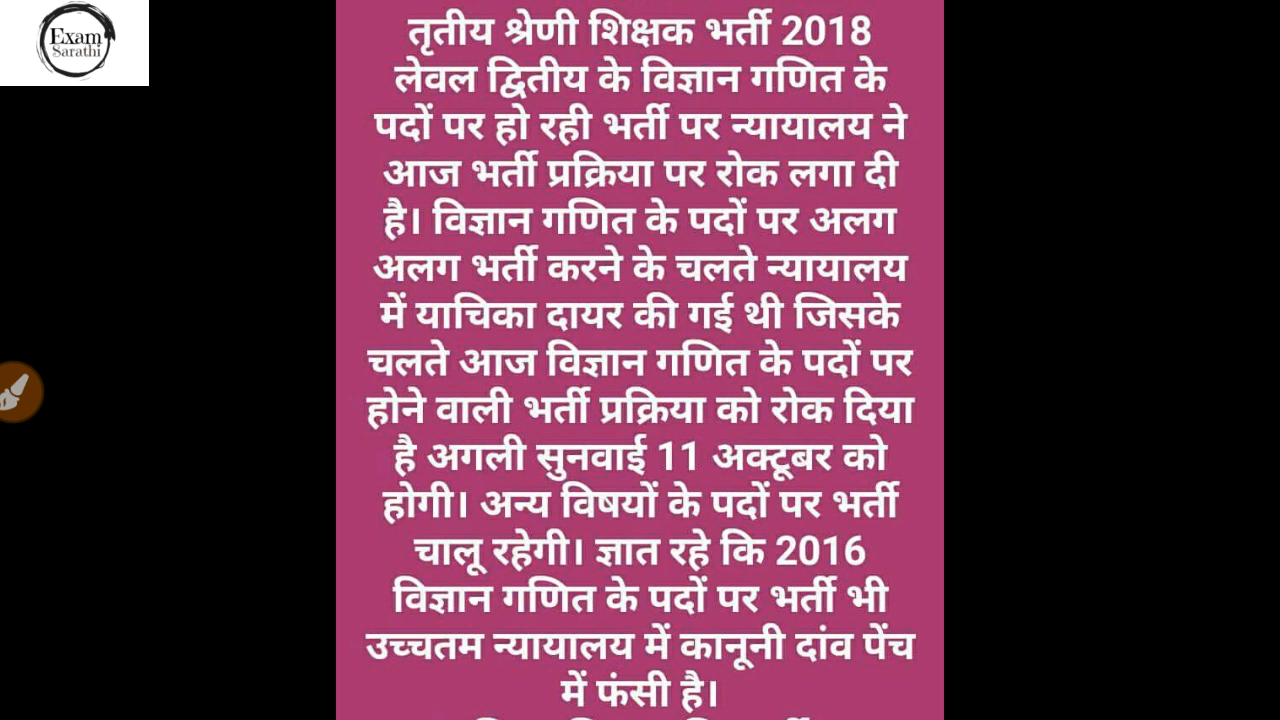 Exam
Sarathi
तृतीय श्रेणी शिक्षक भर्ती 2018
लेवल द्वितीय के विज्ञान गणित के
पदों पर हो रही भर्ती पर न्यायालय ने
आज भर्ती प्रक्रिया पर रोक लगा दी
है। विज्ञान गणित के पदों पर अलग
अलग भर्ती करने के चलते न्यायालय
में याचिका दायर की गई थी जिसके
चलते आज विज्ञान गणित के पदों पर
होने वाली भर्ती प्रक्रिया को रोक दिया
है अगली सुनवाई 11 अक्टूबर को
होगी। अन्य विषयों के पदों पर भर्ती
चालू रहेगी। ज्ञात रहे कि 2016
विज्ञान गणित के पदों पर भर्ती भी
उच्चतम न्यायालय में कानूनी दांव पेंच
में फंसी है।